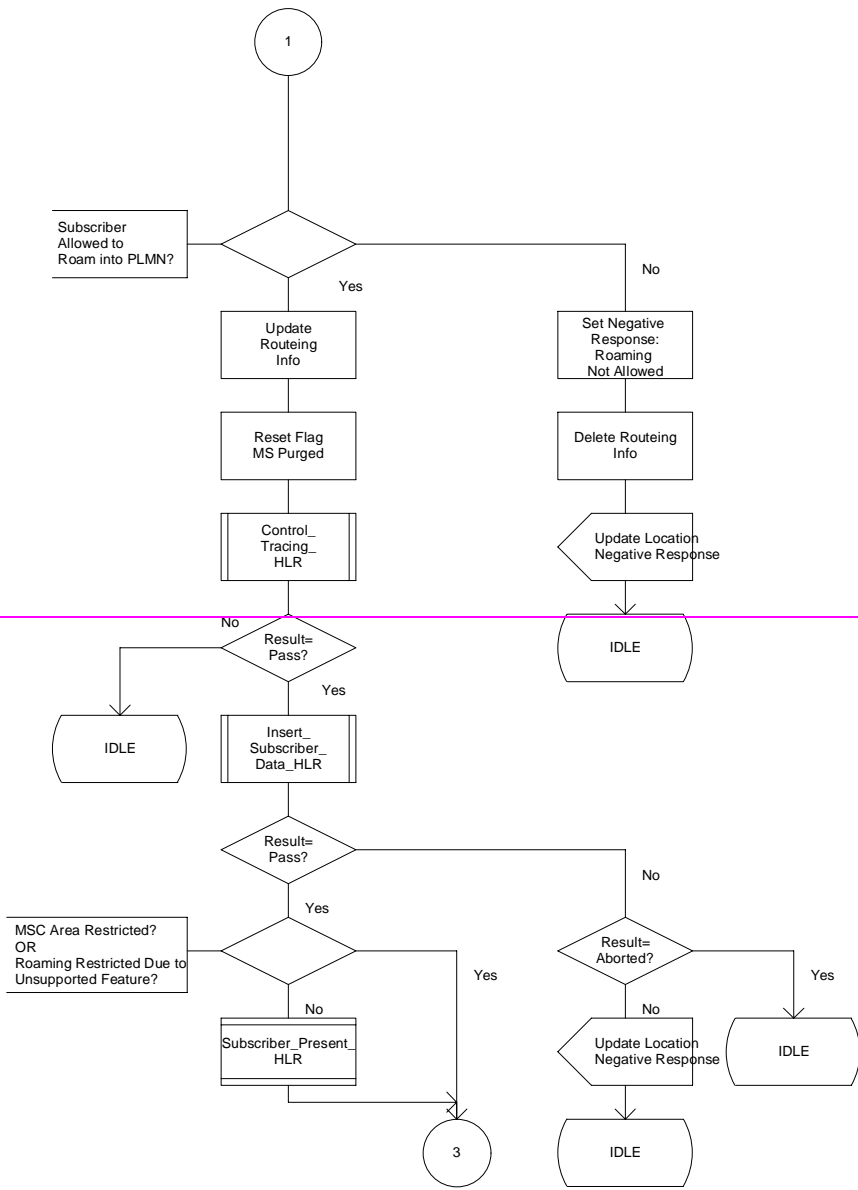 1
Subscriber
Allowed to
Roam into PLMN?
Yes
No
Update
Routeing
Info
Set Negative
Response:
Roaming
Not Allowed
Reset Flag
MS Purged
Delete Routeing
Info
Control_
Tracing_
HLR
Update Location
Negative Response
No
Result=
Pass?
IDLE
Yes
IDLE
Insert_
Subscriber_
Data_HLR
Result=
Pass?
No
Yes
MSC Area Restricted?
OR
Roaming Restricted Due to
Unsupported Feature?
Yes
Result=
Aborted?
Yes
No
No
Subscriber_Present_
HLR
Update Location
Negative Response
IDLE
3
IDLE